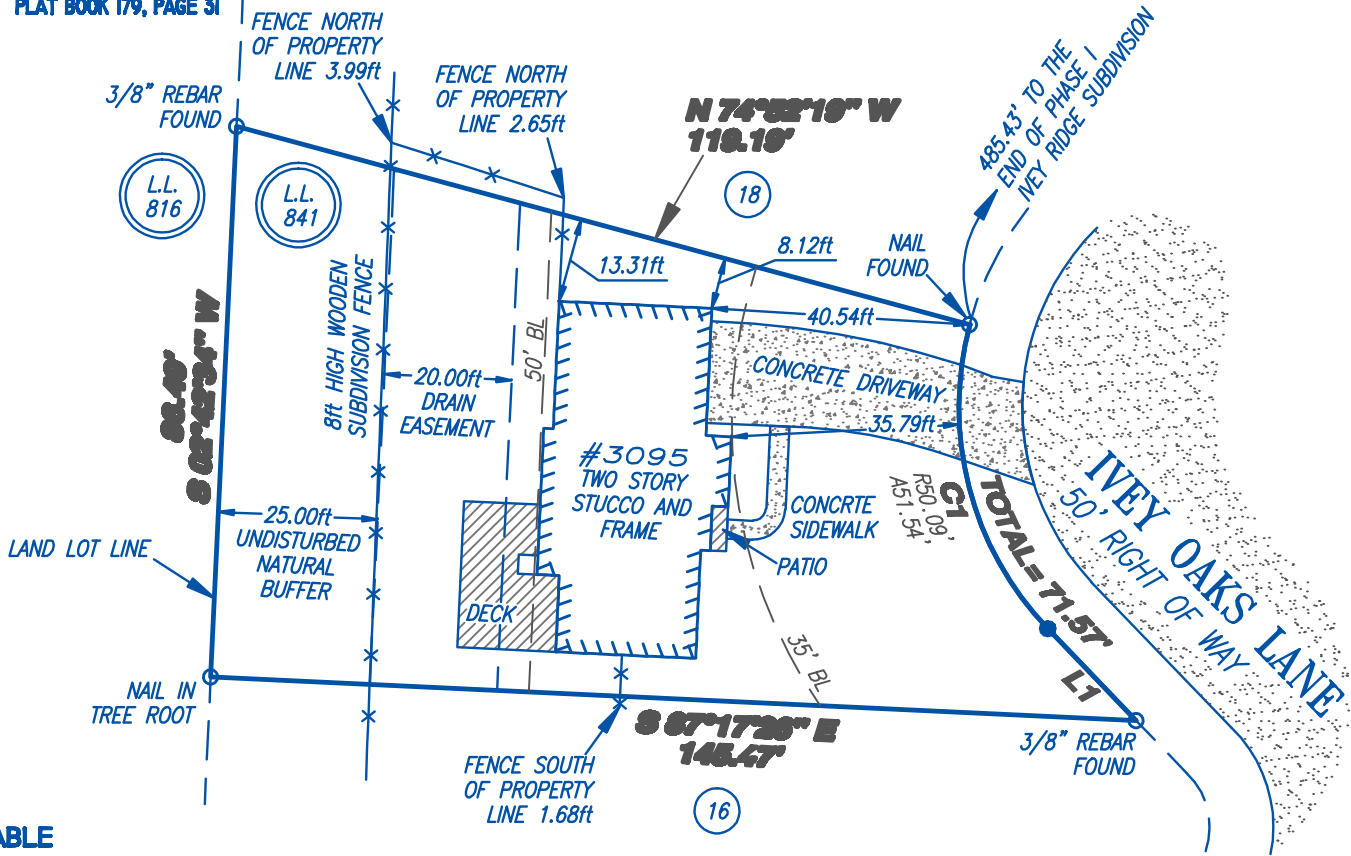 PLAT BOOK 179, PAGE 31
FENCE NORTH
OF PROPERTY
LINE 3.99ft
FENCE NORTH
OF PROPERTY
LINE 2.65ft
3/8" REBAR
FOUND
N 74°52'19" W
119.19'
485.43' TO THE
END OF PHASE 1
IVEY RIDGE SUBDIVISION
L.L.
816
L.L.
841
18
NAIL
FOUND
13.31ft
8.12ft
40.54ft
8ft HIGH WOODEN
SUBDIVISION FENCE
50' BL
20.00ft
DRAIN
EASEMENT
CONCRETE DRIVEWAY
35.79ft
S 02°42'34" W
#3095
TWO STORY
STUCCO AND
FRAME
CONCRTE
SIDEWALK
PATIO
C1
R50.09'
A51.54'
TOTAL= 71.57'
L1
IVEY OAKS LANE
50' RIGHT OF WAY
25.00ft
UNDISTURBED
NATURAL
BUFFER
LAND LOT LINE
DECK
35' BL
NAIL IN
TREE ROOT
S 87°17'26" E
145.47'
3/8" REBAR
FOUND
FENCE SOUTH
OF PROPERTY
LINE 1.68ft
16
ABLE